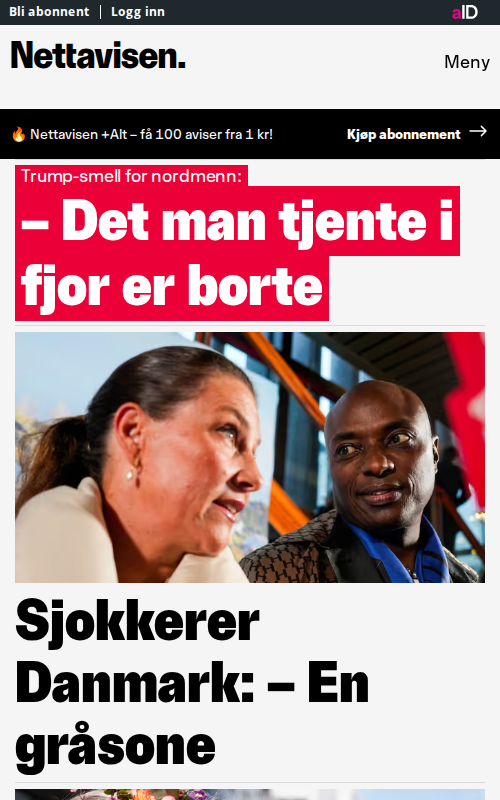 Bli abonnent | Logg inn
aID
Nettavisen.
Meny
🔥 Nettavisen +Alt – få 100 aviser fra 1 kr!
Kjøp abonnement →
Trump-smell for nordmenn:
– Det man tjente i
fjor er borte
Sjokkerer
Danmark: – En
gråsone